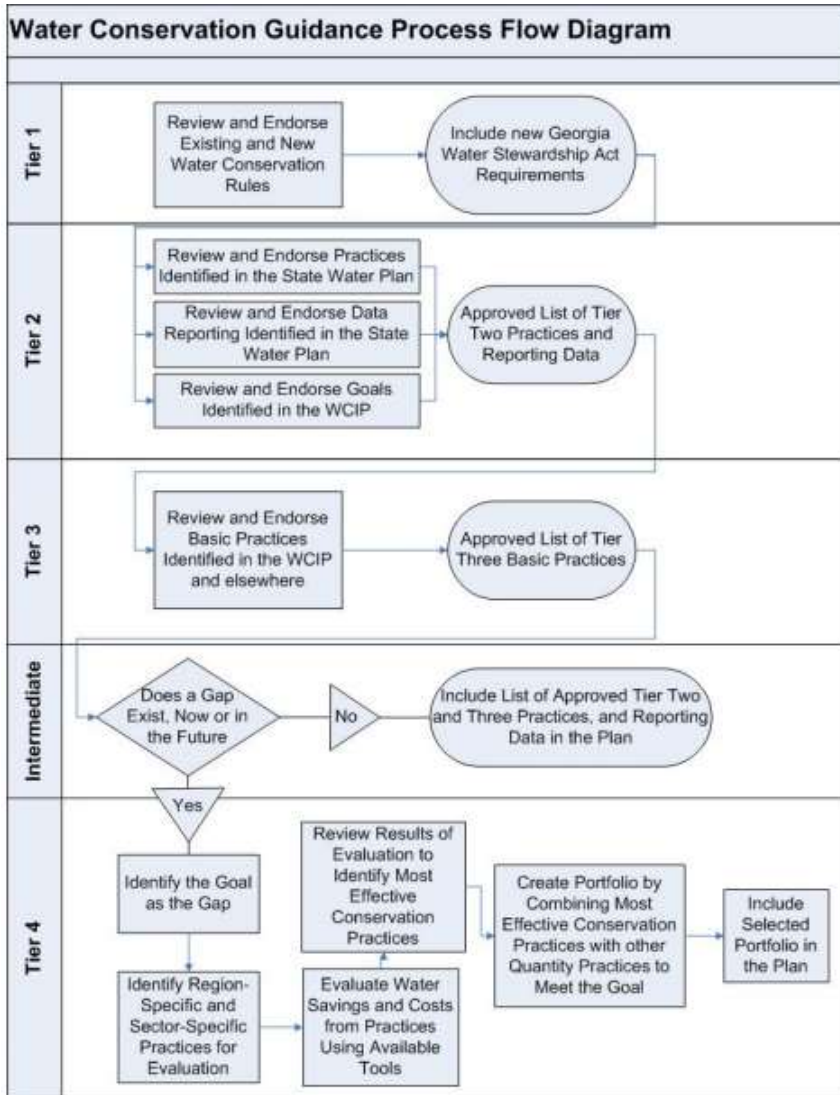 Water Conservation Guidance Process Flow Diagram
Tier 1
Review and Endorse
Existing and New
Water Conservation
Rules
Include new Georgia
Water Stewardship Act
Requirements
Tier 2
Review and Endorse Practices
Identified in the State Water Plan
Review and Endorse Data
Reporting Identified in the State
Water Plan
Review and Endorse Goals
Identified in the WCIP
Approved List of Tier
Two Practices and
Reporting Data
Tier 3
Review and Endorse
Basic Practices
Identified in the WCIP
and elsewhere
Approved List of Tier
Three Basic Practices
Intermediate
Does a Gap
Exist, Now or in
the Future
No
Include List of Approved Tier Two
and Three Practices, and Reporting
Data in the Plan
Yes
Tier 4
Identify the Goal
as the Gap
Identify Region-
Specific and
Sector-Specific
Practices for
Evaluation
Evaluate Water
Savings and Costs
from Practices
Using Available
Tools
Review Results of
Evaluation to
Identify Most
Effective
Conservation
Practices
Create Portfolio by
Combining Most
Effective Conservation
Practices with other
Quantity Practices to
Meet the Goal
Include
Selected
Portfolio in
the Plan